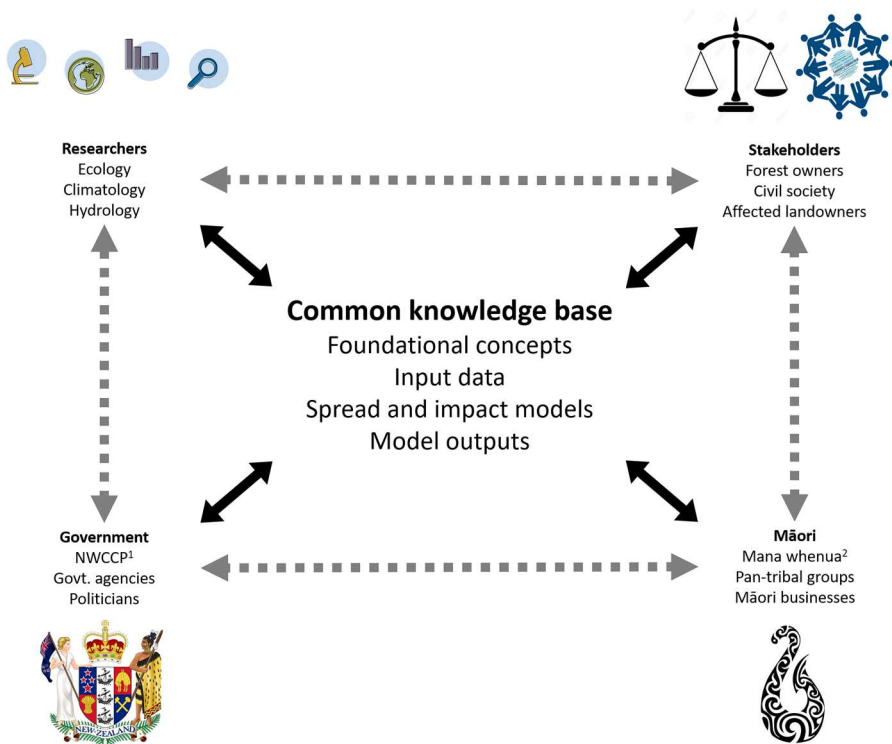 Researchers
Ecology
Climatology
Hydrology
Stakeholders
Forest owners
Civil society
Affected landowners
Common knowledge base
Foundational concepts
Input data
Spread and impact models
Model outputs
Government
NWCCP¹
Govt. agencies
Politicians
Māori
Mana whenua²
Pan-tribal groups
Māori businesses
NEW·ZEALAND